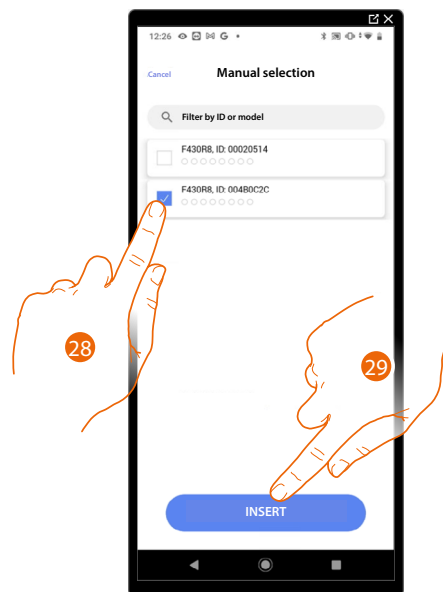 12:26 G
Cancel
Manual selection
Filter by ID or model
F430R8, ID: 00020514
F430R8, ID: 004B0C2C
28
29
INSERT